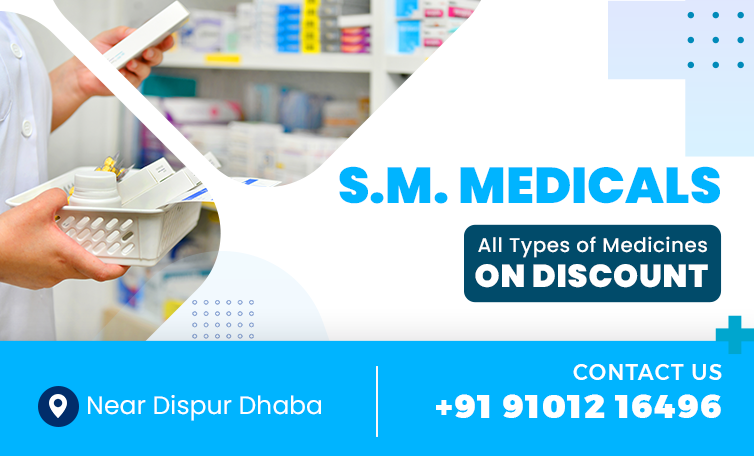 S.M. MEDICALS
All Types of Medicines
ON DISCOUNT
Near Dispur Dhaba
CONTACT US
+91 91012 16496